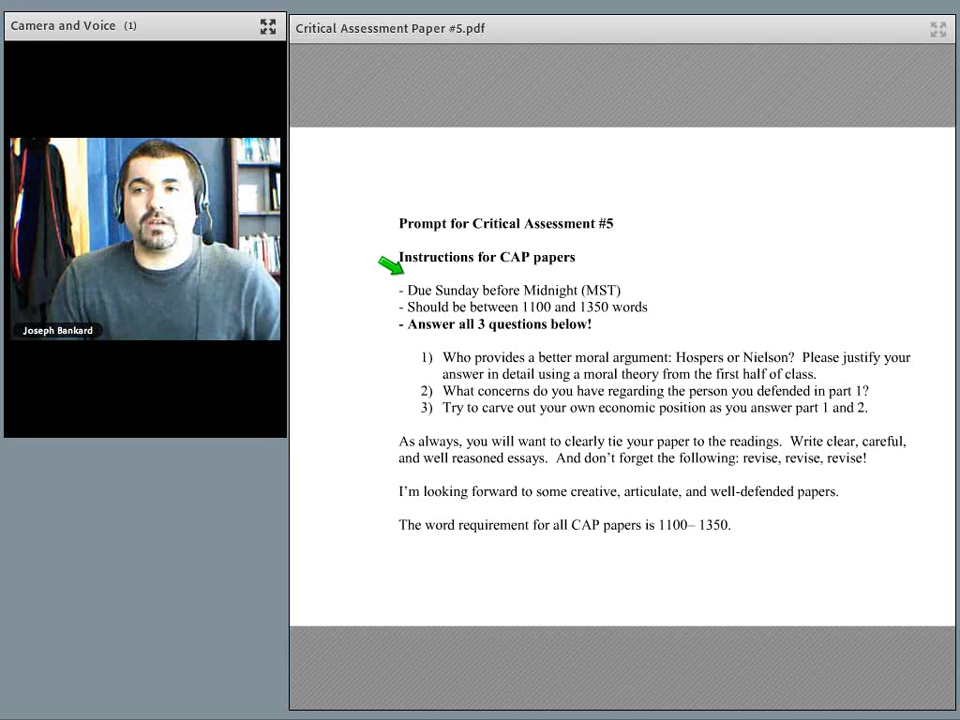 Camera and Voice (1)
Joseph Bankard
Critical Assessment Paper #5.pdf
Prompt for Critical Assessment #5
Instructions for CAP papers
- Due Sunday before Midnight (MST)
- Should be between 1100 and 1350 words
- Answer all 3 questions below!
1) Who provides a better moral argument: Hospers or Nielson? Please justify your
answer in detail using a moral theory from the first half of class.
2) What concerns do you have regarding the person you defended in part 1?
3) Try to carve out your own economic position as you answer part 1 and 2.
As always, you will want to clearly tie your paper to the readings. Write clear, careful,
and well reasoned essays. And don't forget the following: revise, revise, revise!
I'm looking forward to some creative, articulate, and well-defended papers.
The word requirement for all CAP papers is 1100– 1350.